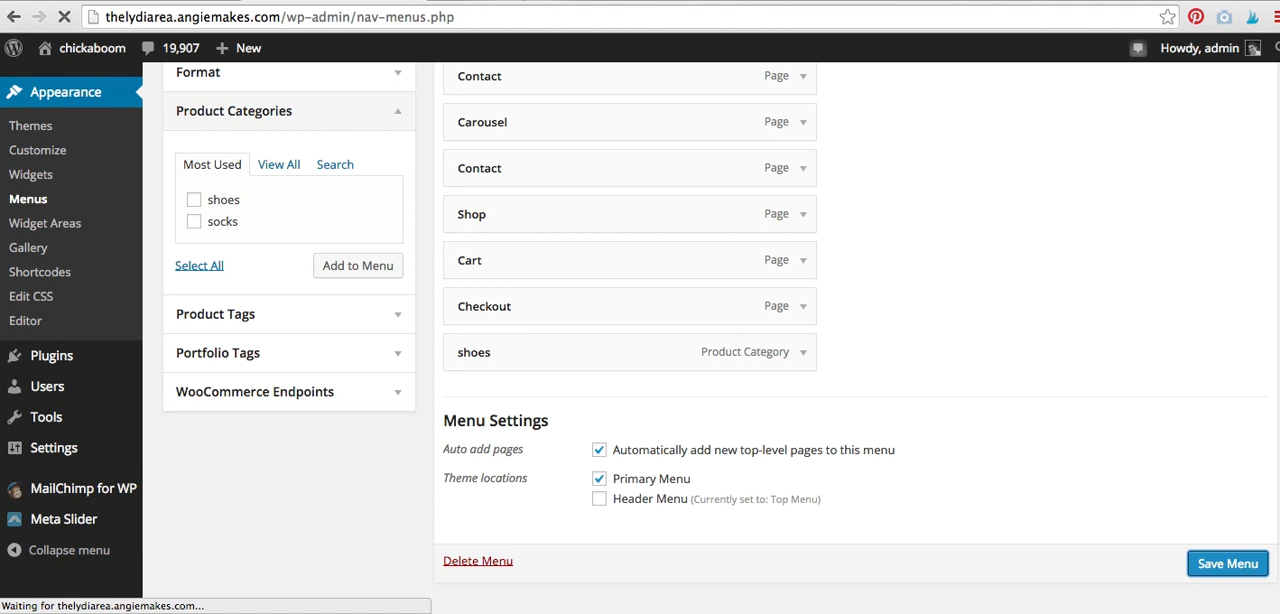 thelydiarea.angiemakes.com/wp-admin/nav-menus.php
chickaboom 19,907 New Howdy, admin
Appearance
Themes
Customize
Widgets
Menus
Widget Areas
Gallery
Shortcodes
Edit CSS
Editor
Plugins
Users
Tools
Settings
MailChimp for WP
Meta Slider
Collapse menu
Format
Product Categories
Most Used View All Search
shoes
socks
Select All Add to Menu
Product Tags
Portfolio Tags
WooCommerce Endpoints
Contact Page
Carousel Page
Contact Page
Shop Page
Cart Page
Checkout Page
shoes Product Category
Menu Settings
Auto add pages Automatically add new top-level pages to this menu
Theme locations Primary Menu
Header Menu (Currently set to: Top Menu)
Delete Menu Save Menu
Waiting for thelydiarea.angiemakes.com...